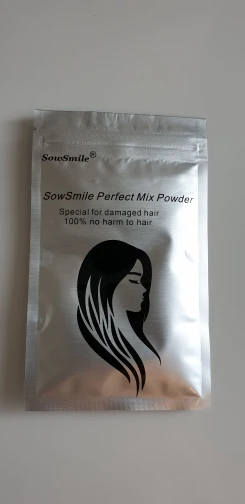 SowSmile®
SowSmile Perfect Mix Powder
Special for damaged hair
100% no harm to hair